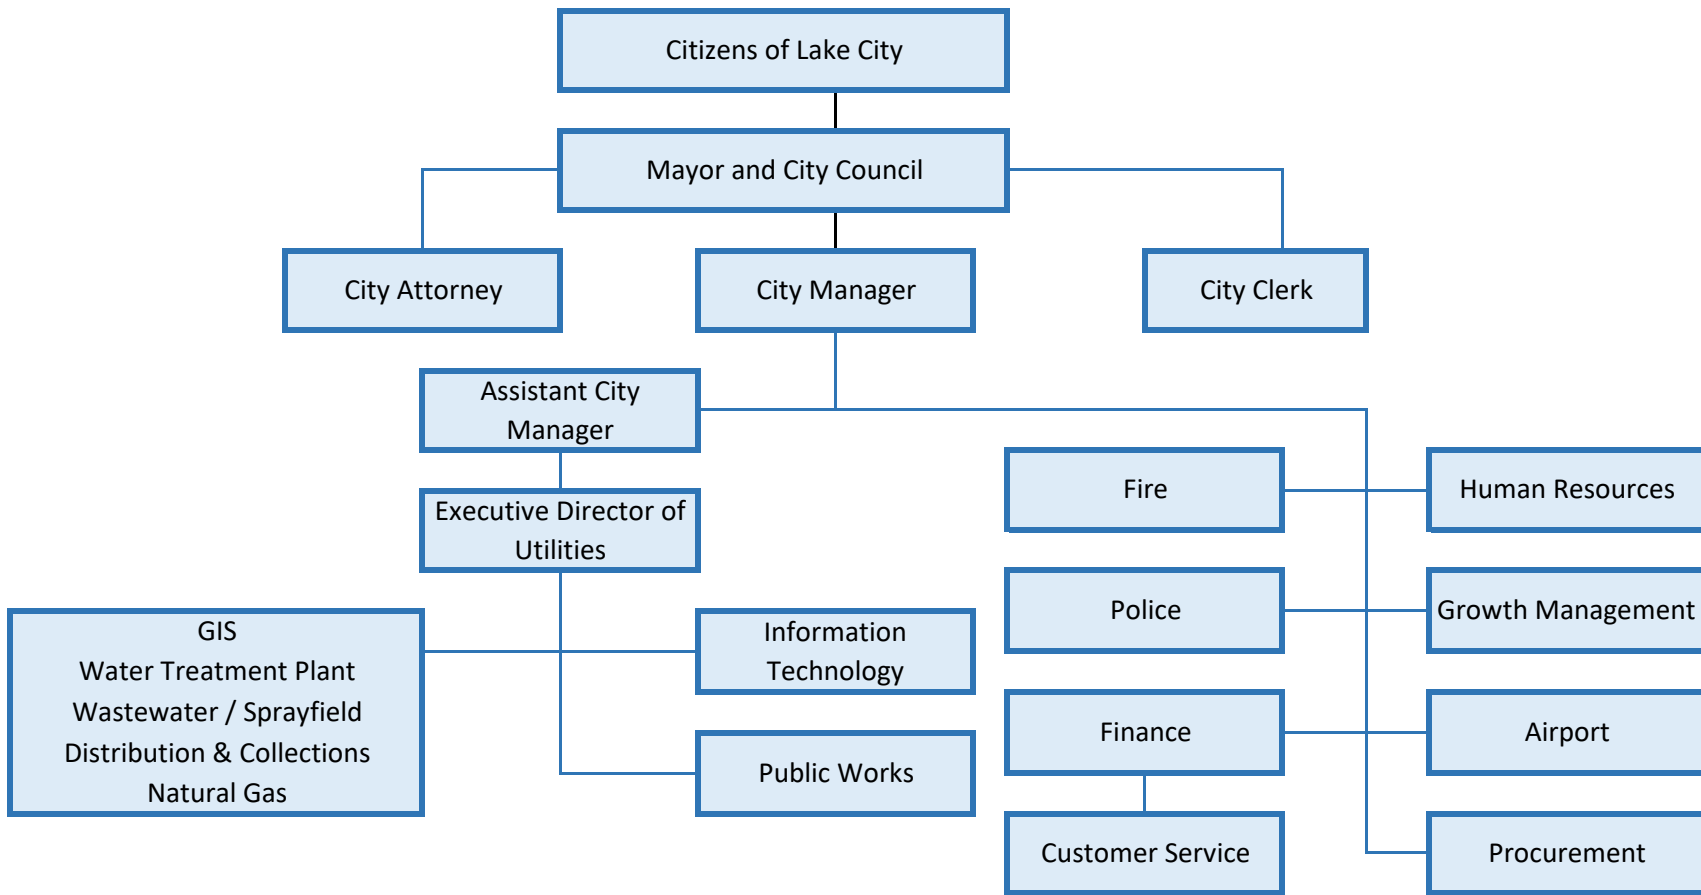 Citizens of Lake City
Mayor and City Council
City Attorney
City Manager
City Clerk
Assistant City
Manager
Executive Director of
Utilities
GIS
Water Treatment Plant
Wastewater / Sprayfield
Distribution & Collections
Natural Gas
Information
Technology
Public Works
Fire
Human Resources
Police
Growth Management
Finance
Airport
Customer Service
Procurement